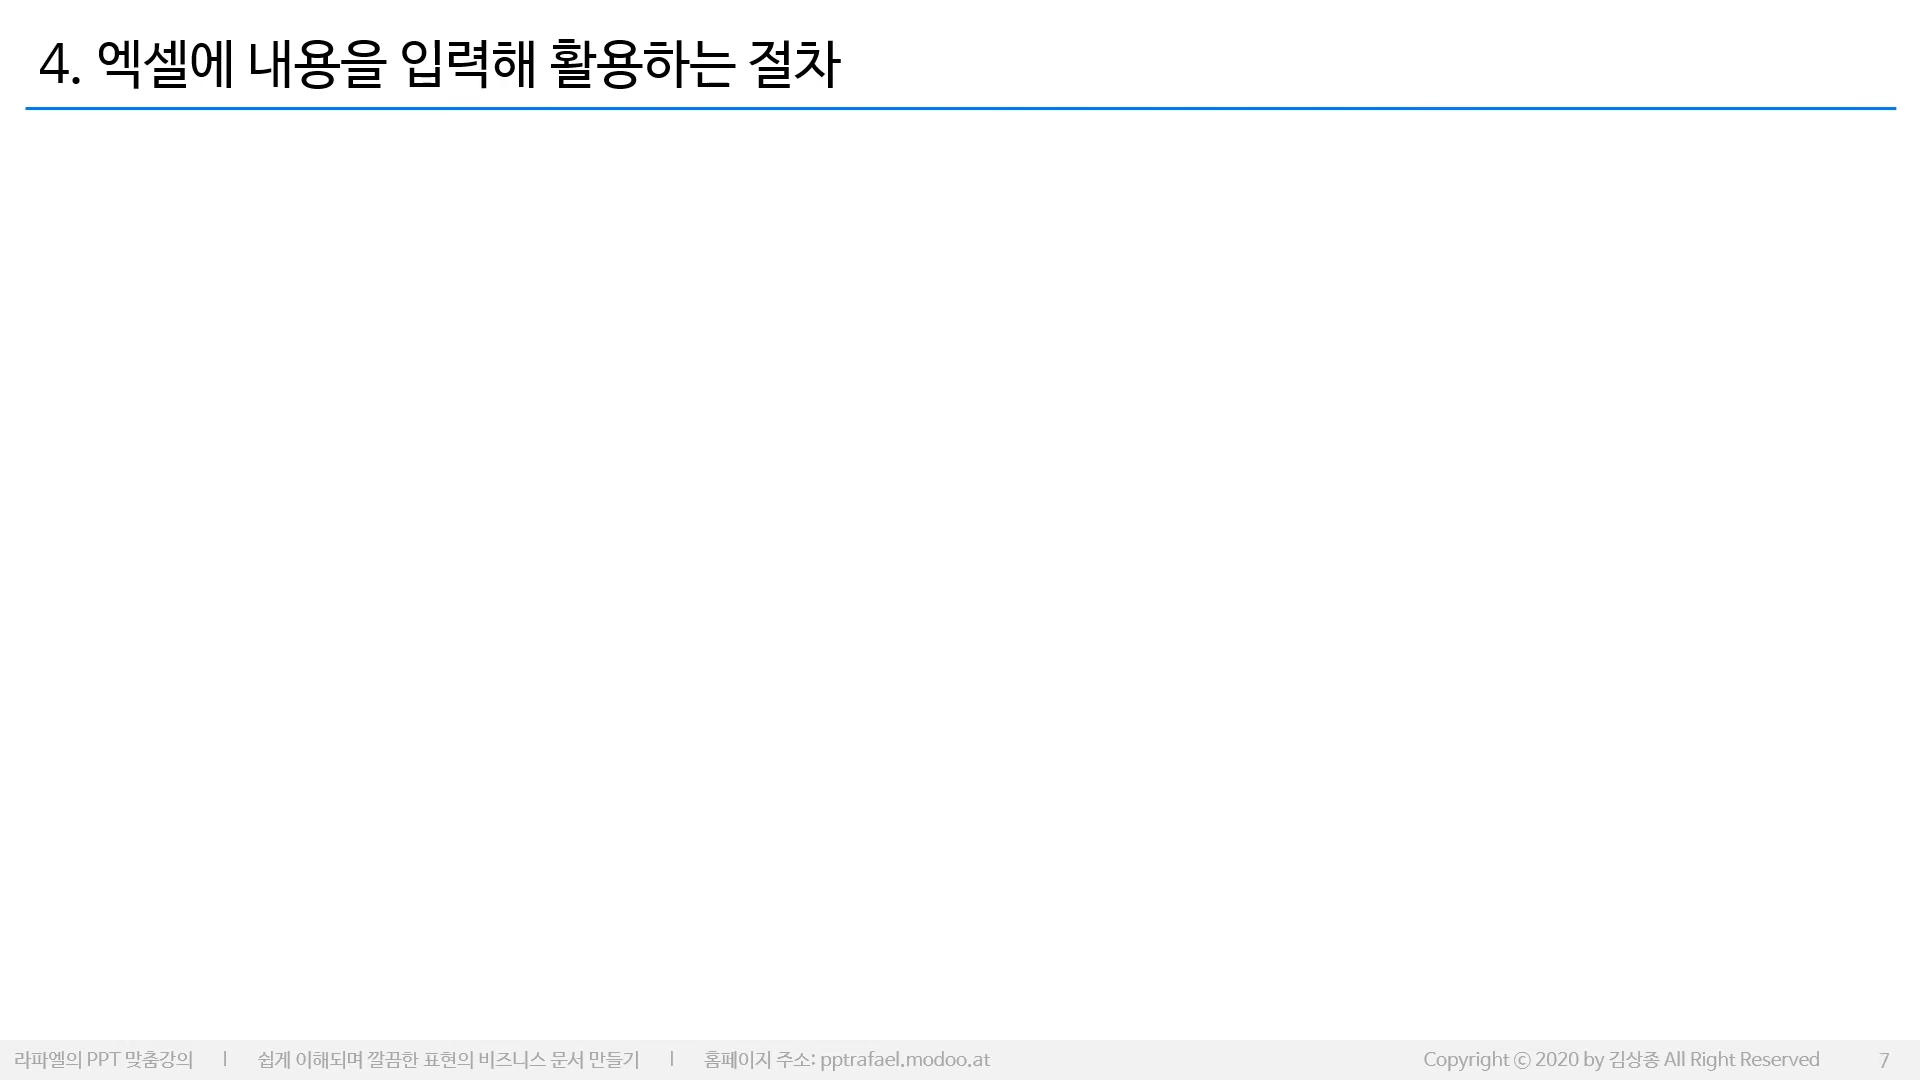 4. 엑셀에 내용을 입력해 활용하는 절차
라파엘의 PPT 맞춤강의 | 쉽게 이해되며 깔끔한 표현의 비즈니스 문서 만들기 | 홈페이지 주소: pptrafael.modoo.at Copyright ⓒ 2020 by 김상종 All Right Reserved 7